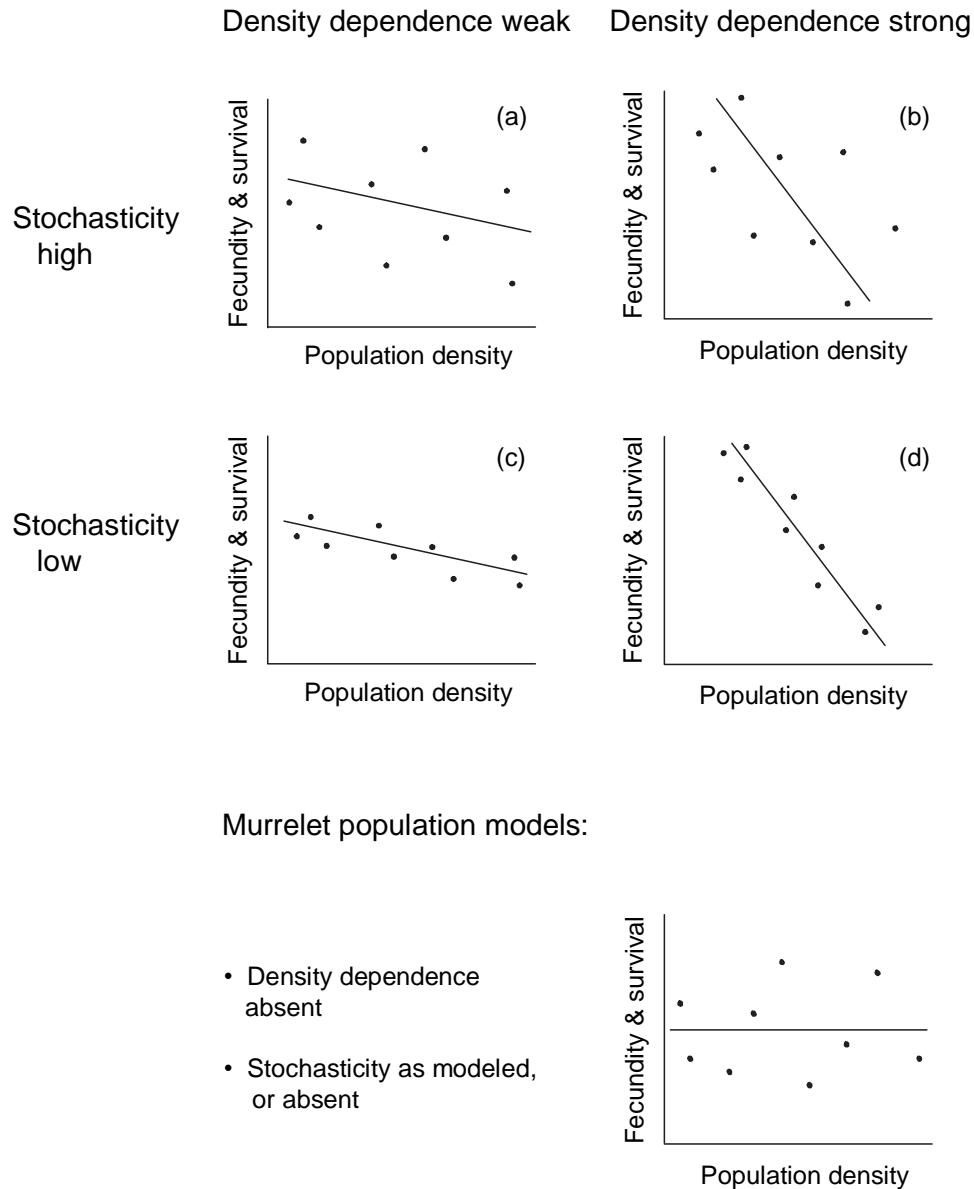 Density dependence weak
Density dependence strong
Stochasticity
high
Fecundity & survival
(a)
Population density
Fecundity & survival
(b)
Population density
Stochasticity
low
Fecundity & survival
(c)
Population density
Fecundity & survival
(d)
Population density
Murrelet population models:
• Density dependence
absent
• Stochasticity as modeled,
or absent
Fecundity & survival
Population density